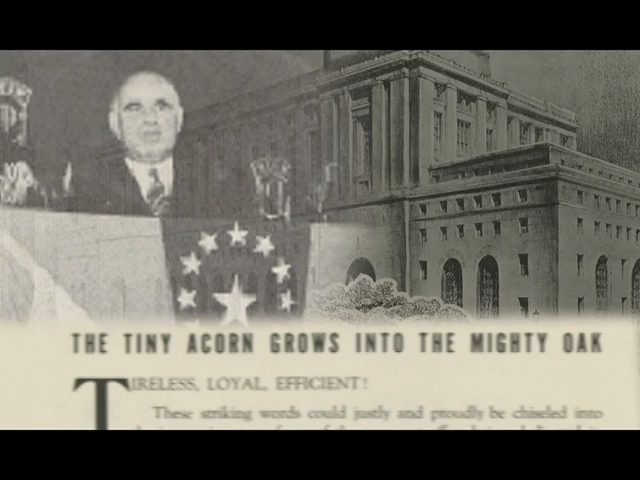 THE TINY ACORN GROWS INTO THE MIGHTY OAK
TIRELESS, LOYAL, EFFICIENT!
These striking words could justly and proudly be chiseled into